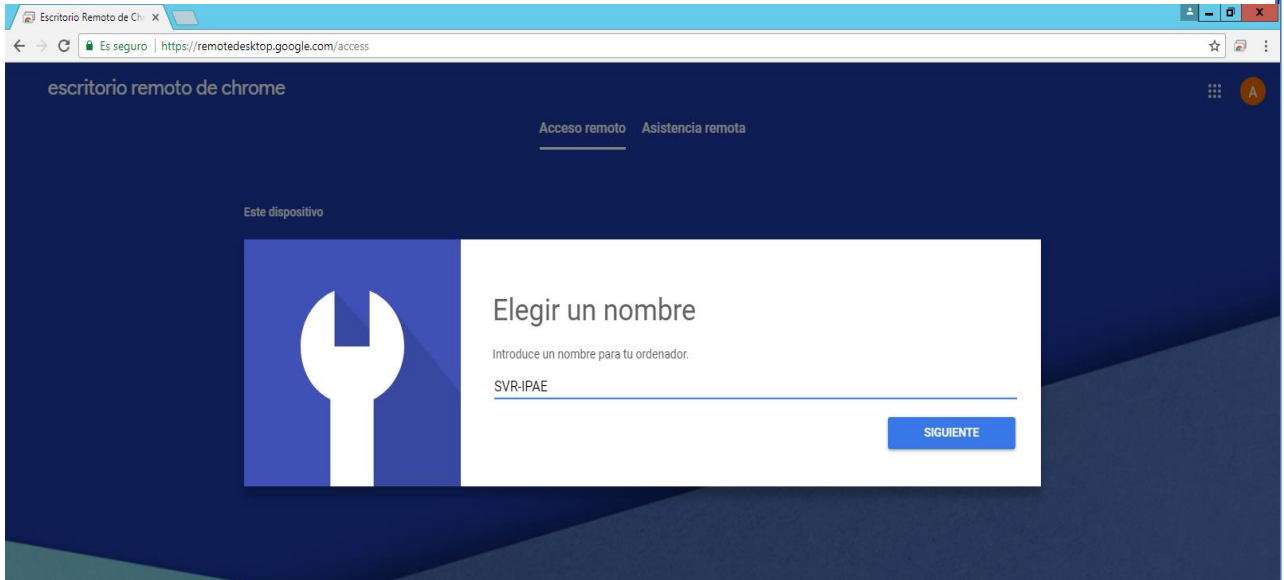 Escritorio Remoto de Ch
Es seguro | https://remotedesktop.google.com/access
escritorio remoto de chrome
A
Acceso remoto Asistencia remota
Este dispositivo
Elegir un nombre
Introduce un nombre para tu ordenador.
SVR-IPAE
SIGUIENTE